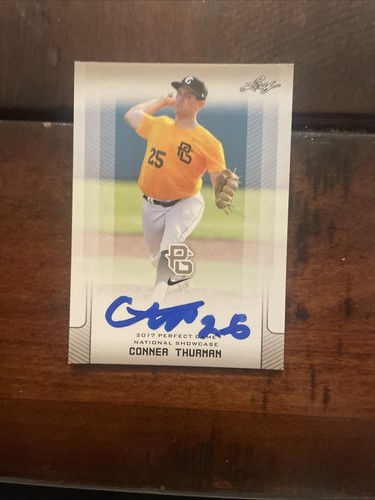 Leaf
G
25
PG
PG
2017 PERFECT GAME
NATIONAL SHOWCASE
CONNER THURMAN